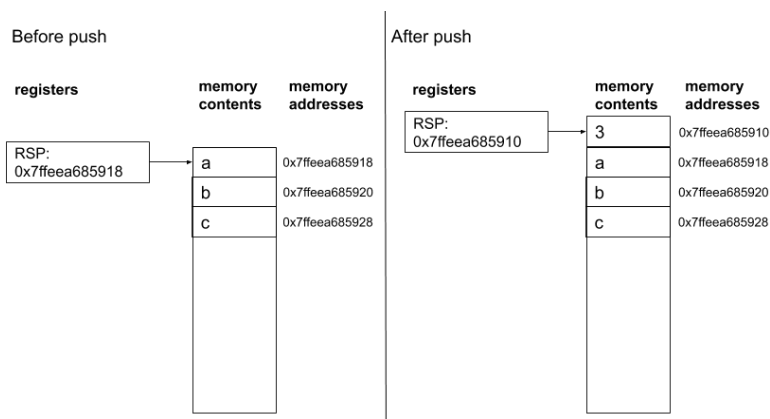 Before push
registers
memory
contents
memory
addresses
RSP:
0x7ffeea685918
a
0x7ffeea685918
b
0x7ffeea685920
c
0x7ffeea685928
After push
registers
memory
contents
memory
addresses
RSP:
0x7ffeea685910
3
0x7ffeea685910
a
0x7ffeea685918
b
0x7ffeea685920
c
0x7ffeea685928